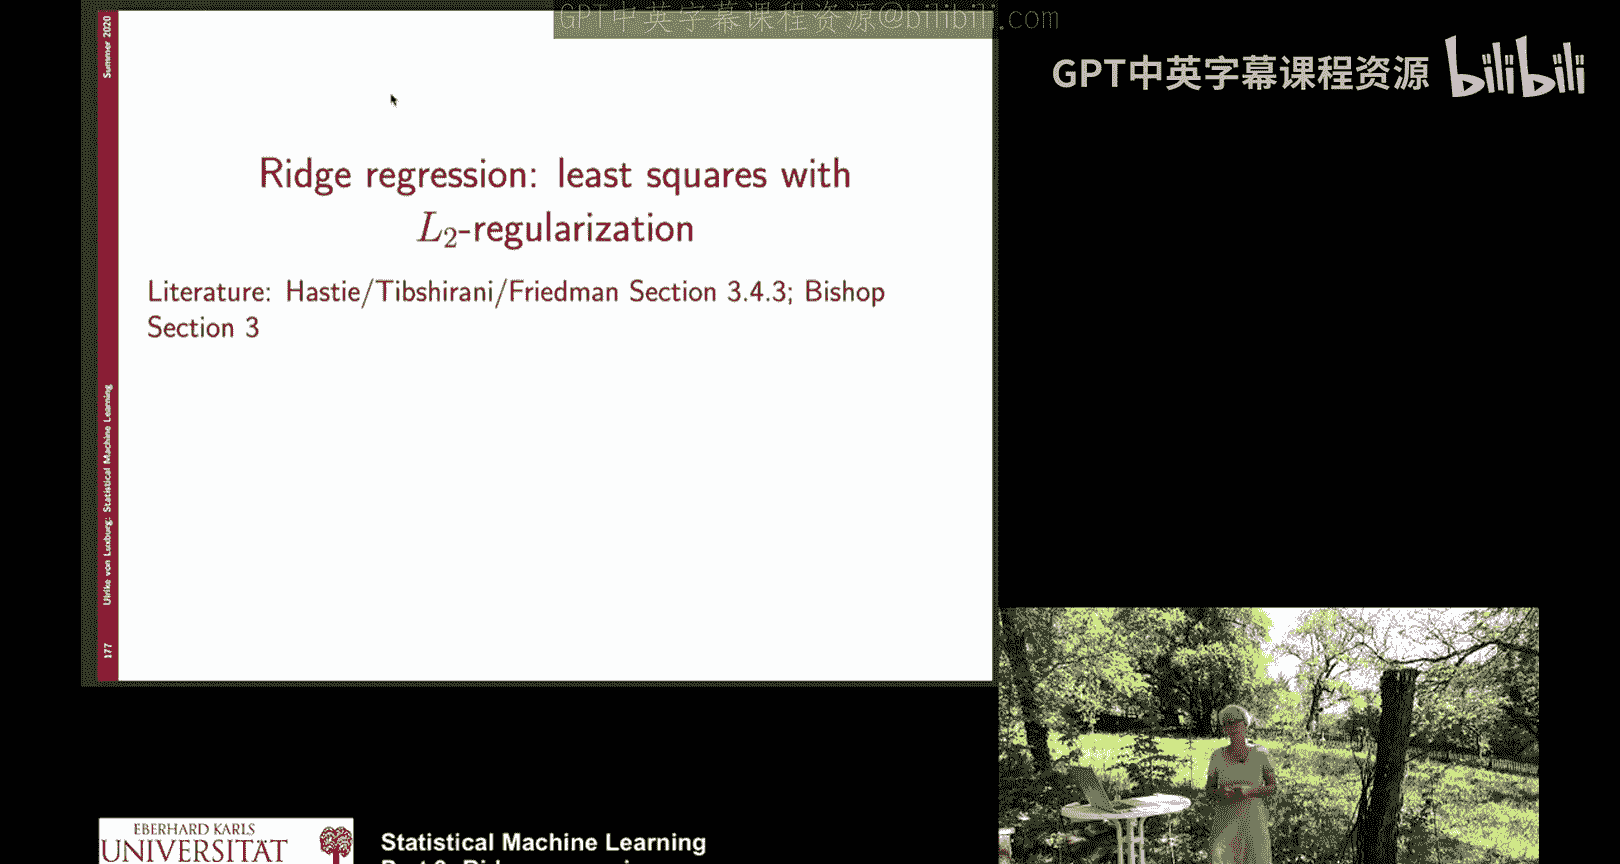 GPT中英字幕课程资源@bilibili.com
GPT中英字幕课程资源 bilibili
Summer 2020
Ridge regression: least squares with
L₂-regularization
Literature: Hastie/Tibshirani/Friedman Section 3.4.3; Bishop
Section 3
Ulrike von Luxburg: Statistical Machine Learning
177
EBERHARD KARLS
UNIVERSITÄT
Statistical Machine Learning